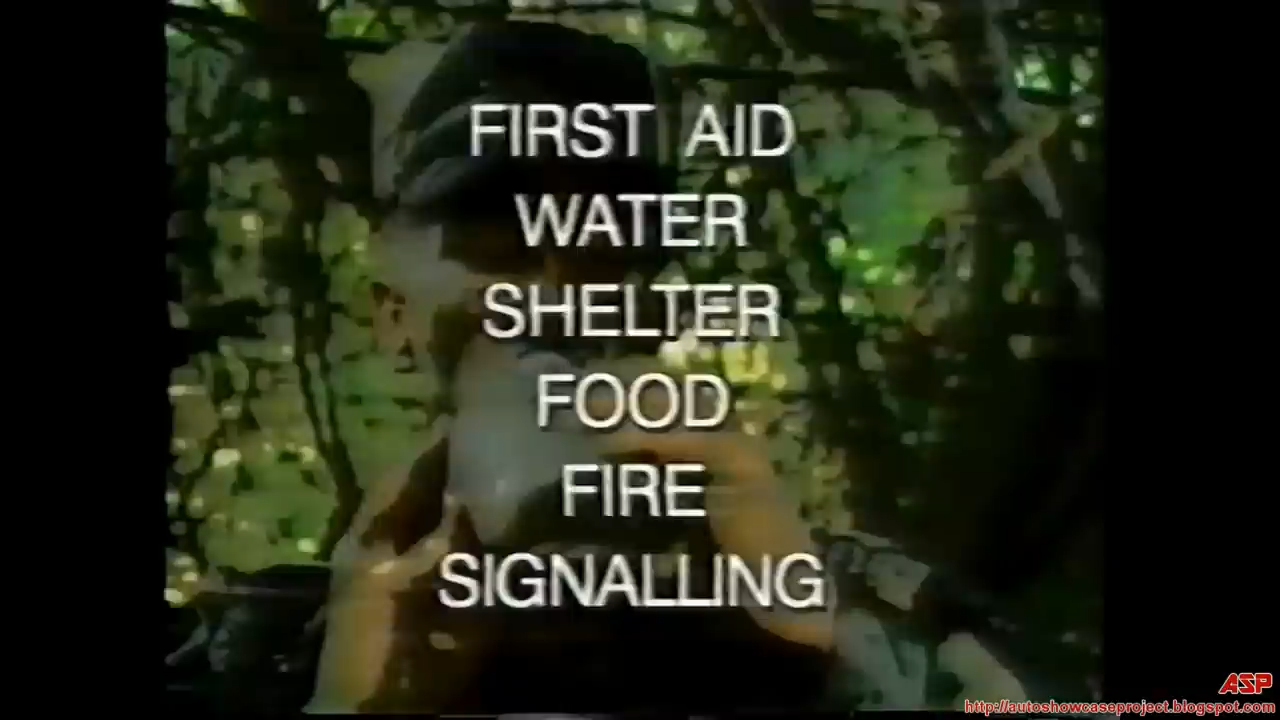 FIRST AID
WATER
SHELTER
FOOD
FIRE
SIGNALLING
ASP
http://autoshowcaseproject.blogspot.com